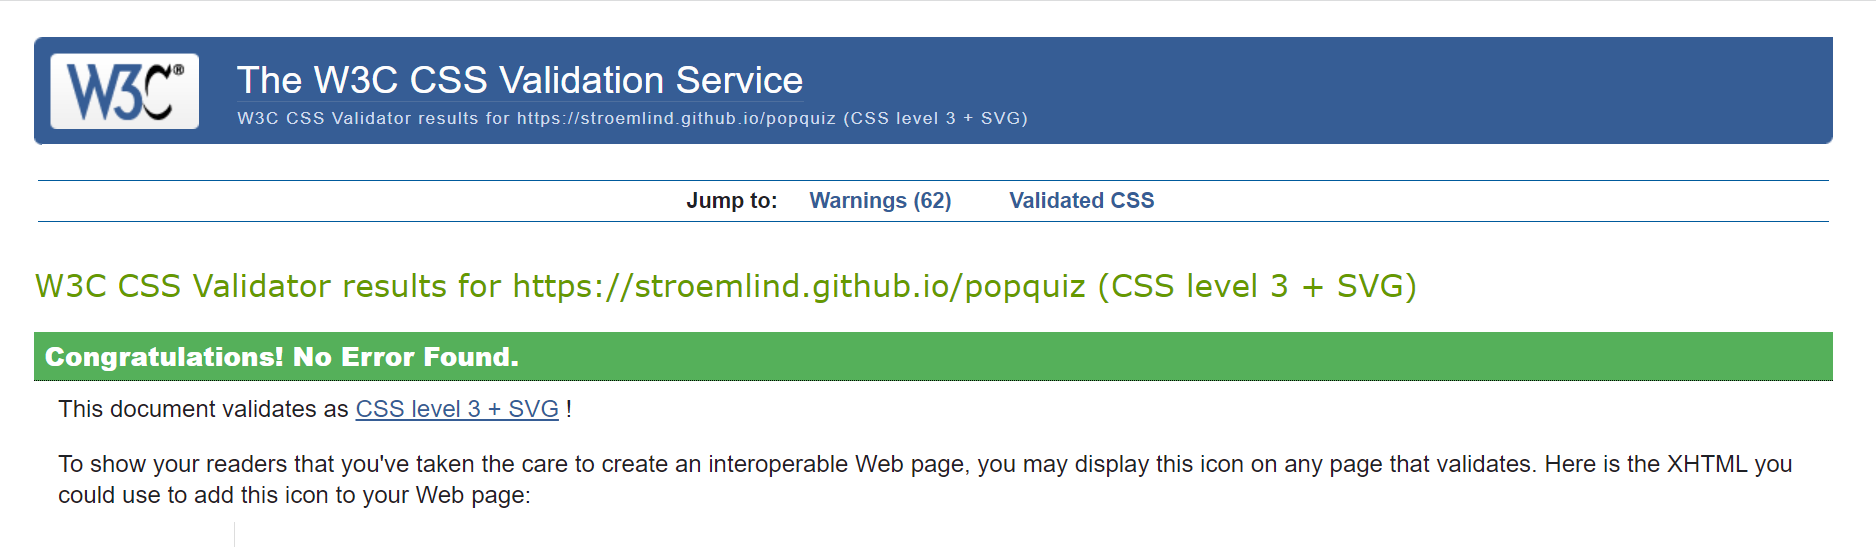 W3C®
The W3C CSS Validation Service
W3C CSS Validator results for https://stroemlind.github.io/popquiz (CSS level 3 + SVG)
Jump to: Warnings (62) Validated CSS
W3C CSS Validator results for https://stroemlind.github.io/popquiz (CSS level 3 + SVG)
Congratulations! No Error Found.
This document validates as CSS level 3 + SVG !
To show your readers that you've taken the care to create an interoperable Web page, you may display this icon on any page that validates. Here is the XHTML you
could use to add this icon to your Web page: